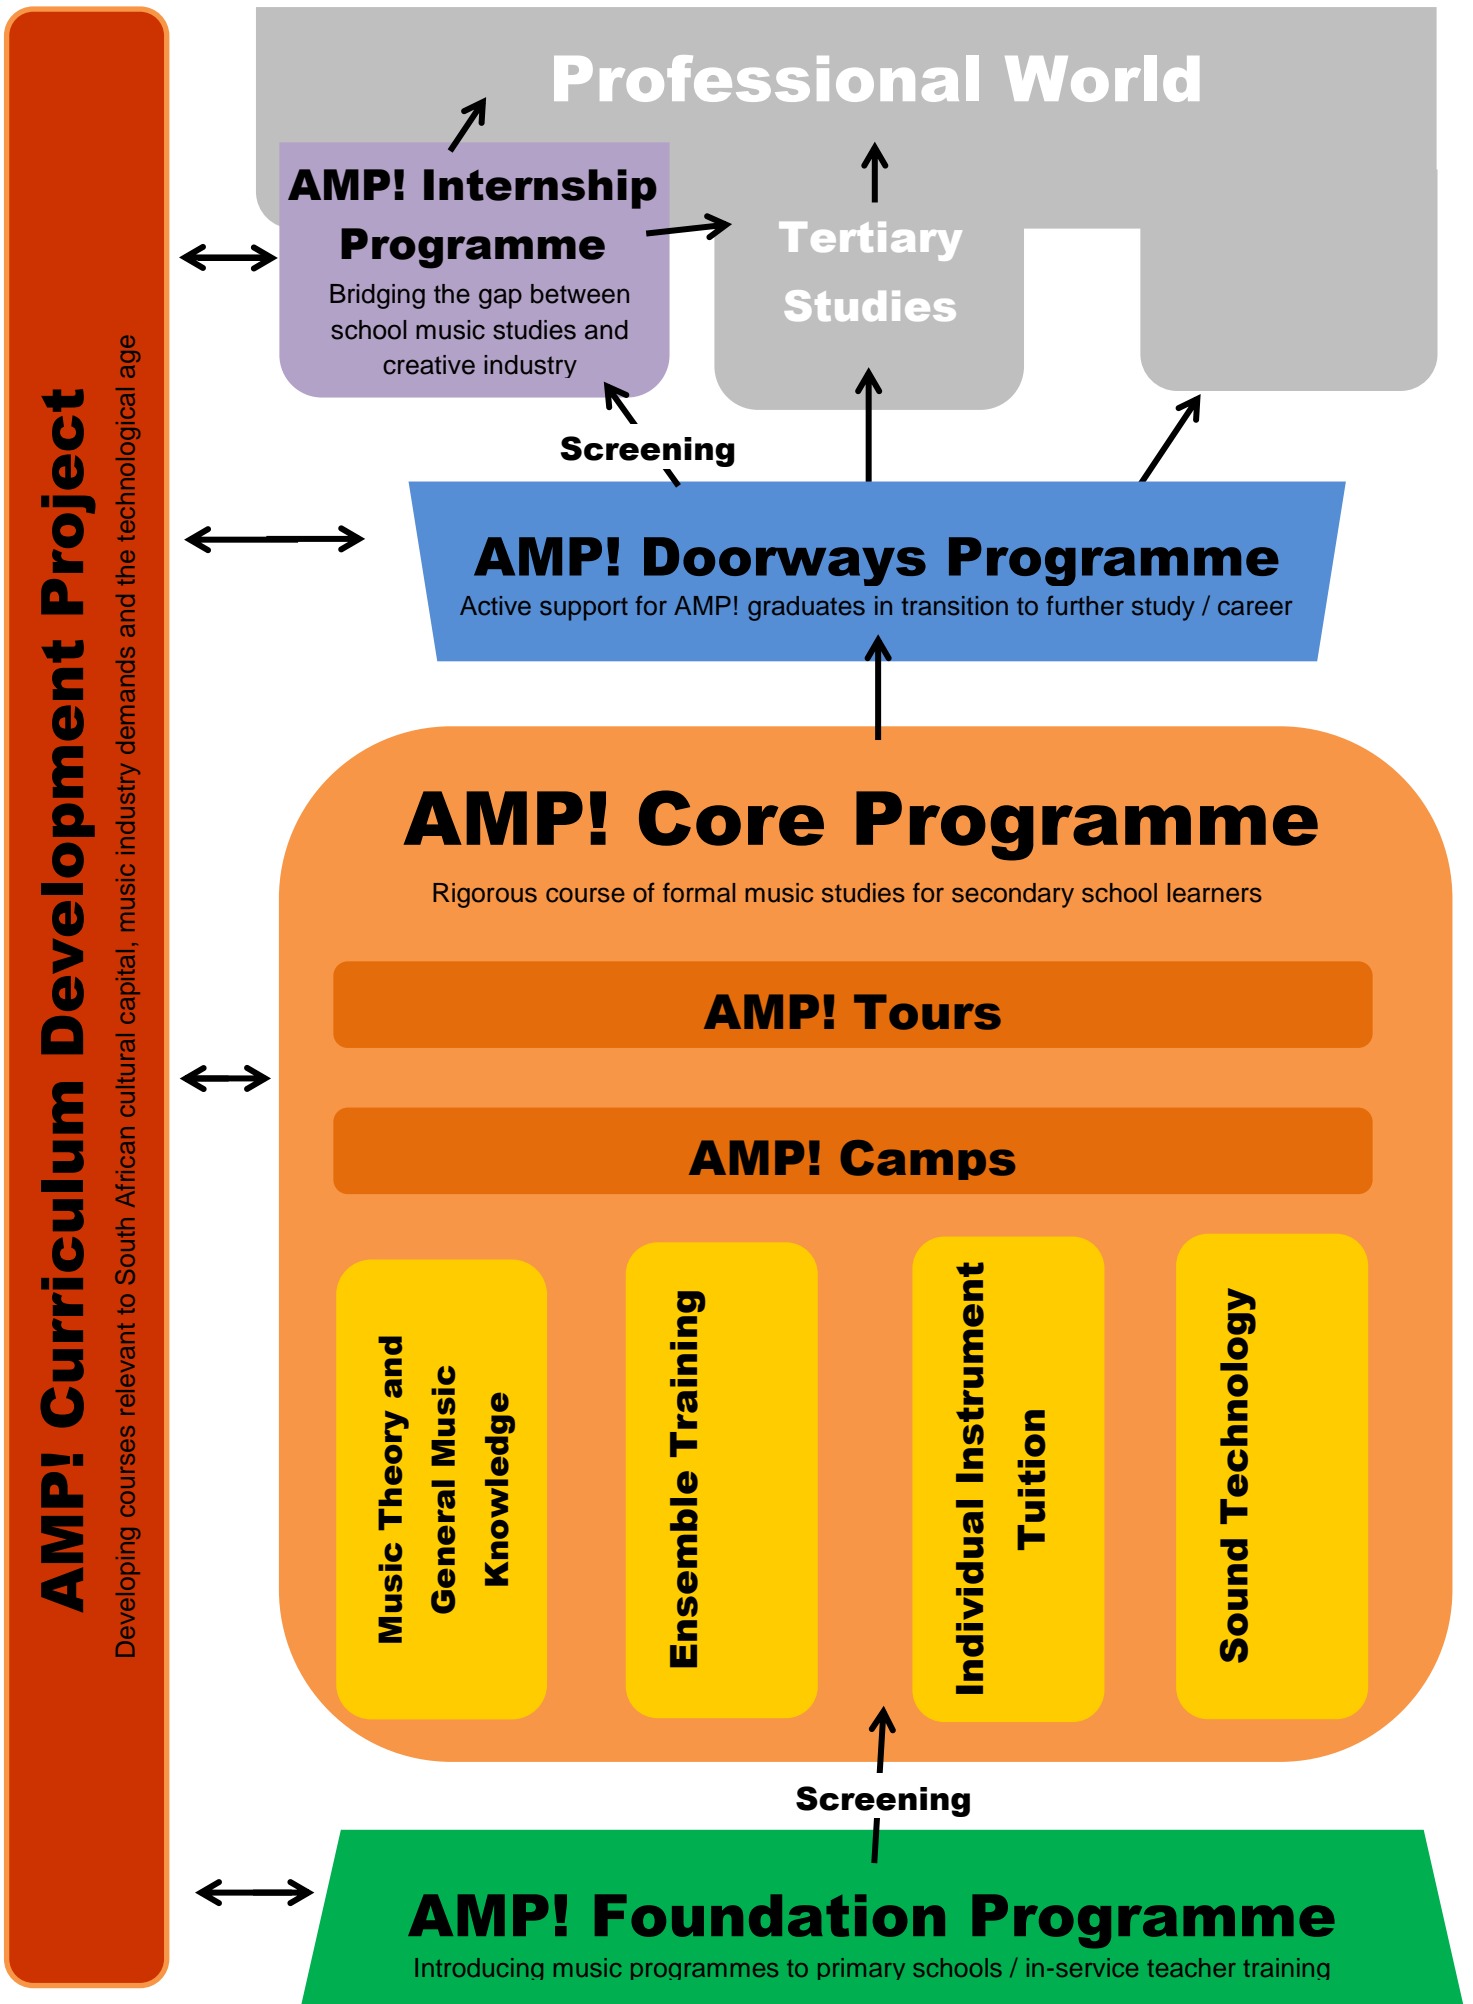 Professional World
AMP! Internship
Programme
Bridging the gap between
school music studies and
creative industry
Tertiary
Studies
Screening
AMP! Doorways Programme
Active support for AMP! graduates in transition to further study / career
AMP! Core Programme
Rigorous course of formal music studies for secondary school learners
AMP! Tours
AMP! Camps
Music Theory and
General Music
Knowledge
Ensemble Training
Individual Instrument
Tuition
Sound Technology
Screening
AMP! Foundation Programme
Introducing music programmes to primary schools / in-service teacher training
AMP! Curriculum Development Project
Developing courses relevant to South African cultural capital, music industry demands and the technological age